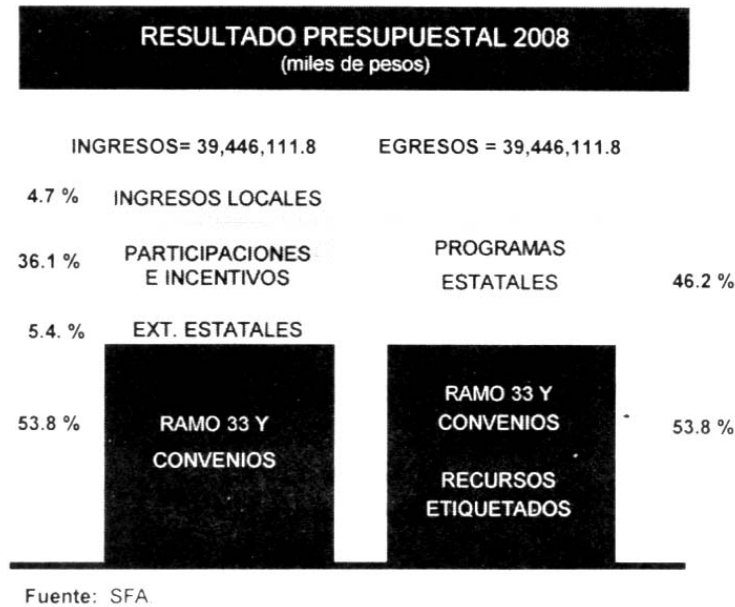 RESULTADO PRESUPUESTAL 2008
(miles de pesos)
INGRESOS= 39,446,111.8 EGRESOS = 39,446,111.8
4.7 % INGRESOS LOCALES
36.1 % PARTICIPACIONES
E INCENTIVOS
PROGRAMAS
ESTATALES
46.2 %
5.4. % EXT. ESTATALES
53.8 %
RAMO 33 Y
CONVENIOS
RAMO 33 Y
CONVENIOS
RECURSOS
ETIQUETADOS
53.8 %
Fuente: SFA.